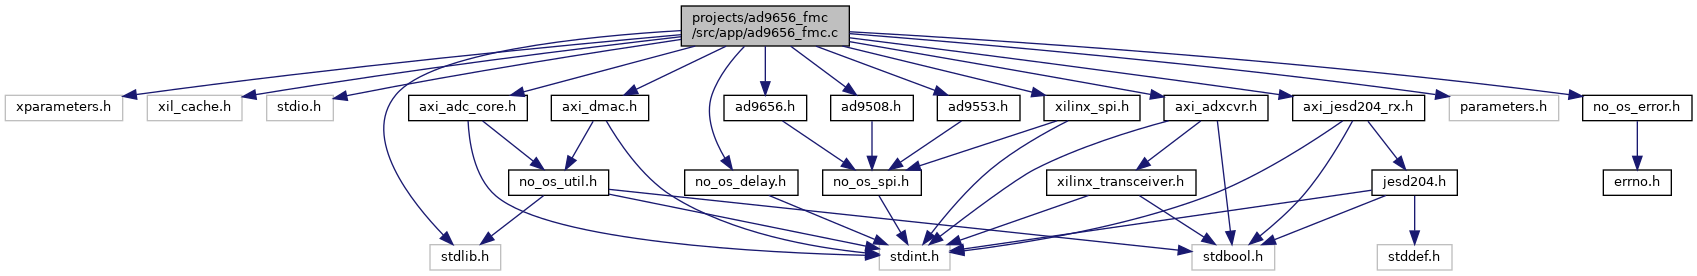 projects/ad9656_fmc
/src/app/ad9656_fmc.c
xparameters.h
xil_cache.h
stdio.h
axi_adc_core.h
axi_dmac.h
ad9656.h
ad9508.h
ad9553.h
xilinx_spi.h
axi_adxcvr.h
axi_jesd204_rx.h
parameters.h
no_os_error.h
no_os_util.h
no_os_delay.h
no_os_spi.h
xilinx_transceiver.h
jesd204.h
errno.h
stdlib.h
stdint.h
stdbool.h
stddef.h